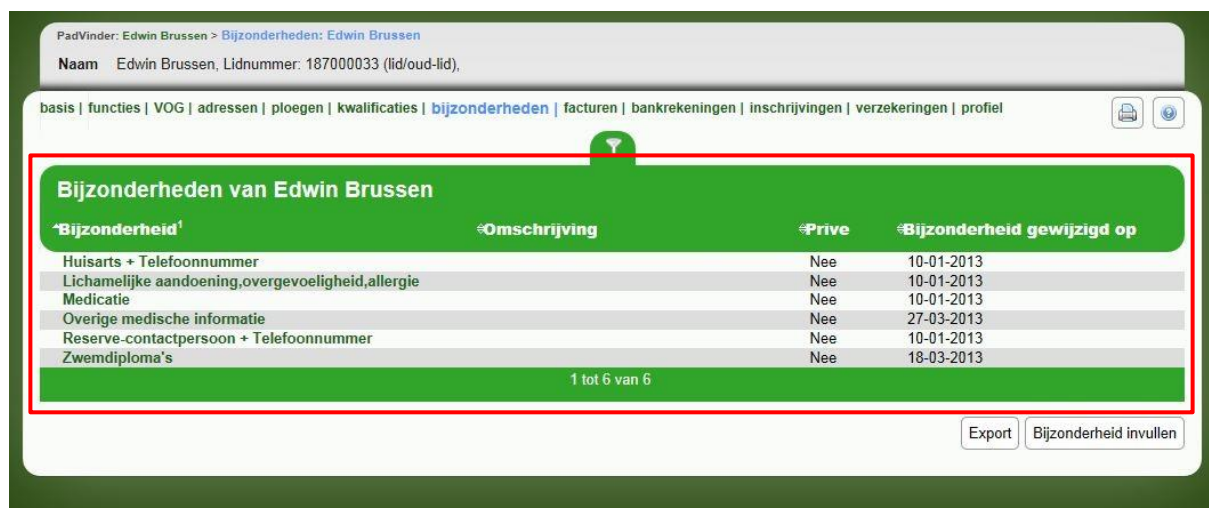 PadVinder: Edwin Brussen > Bijzonderheden: Edwin Brussen
Naam Edwin Brussen, Lidnummer: 187000033 (lid/oud-lid),
basis | functies | VOG | adressen | ploegen | kwalificaties | bijzonderheden | facturen | bankrekeningen | inschrijvingen | verzekeringen | profiel
Bijzonderheden van Edwin Brussen
Bijzonderheid¹ Omschrijving Prive Bijzonderheid gewijzigd op
Huisarts + Telefoonnummer Nee 10-01-2013
Lichamelijke aandoening,overgevoeligheid,allergie Nee 10-01-2013
Medicatie Nee 10-01-2013
Overige medische informatie Nee 27-03-2013
Reserve-contactpersoon + Telefoonnummer Nee 10-01-2013
Zwemdiploma's Nee 18-03-2013
1 tot 6 van 6
Export Bijzonderheid invullen